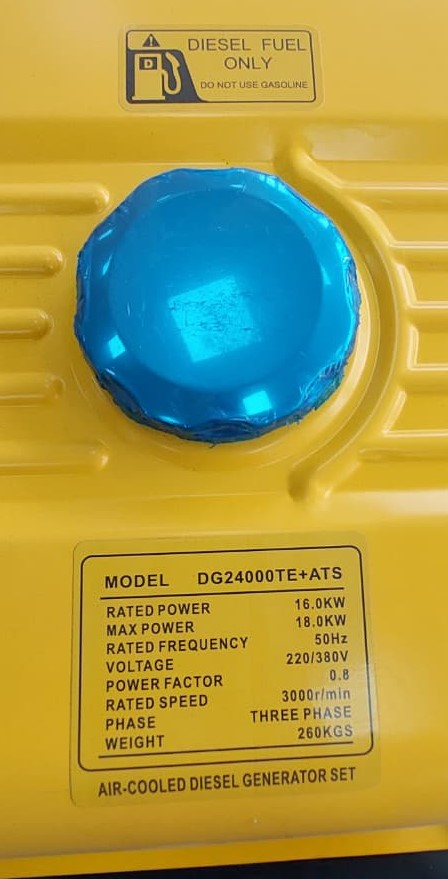 DIESEL FUEL
ONLY
D
DO NOT USE GASOLINE
MODEL DG24000TE+ATS
RATED POWER 16.0KW
MAX POWER 18.0KW
RATED FREQUENCY 50Hz
VOLTAGE 220/380V
POWER FACTOR 0.8
RATED SPEED 3000r/min
PHASE THREE PHASE
WEIGHT 260KGS
AIR-COOLED DIESEL GENERATOR SET